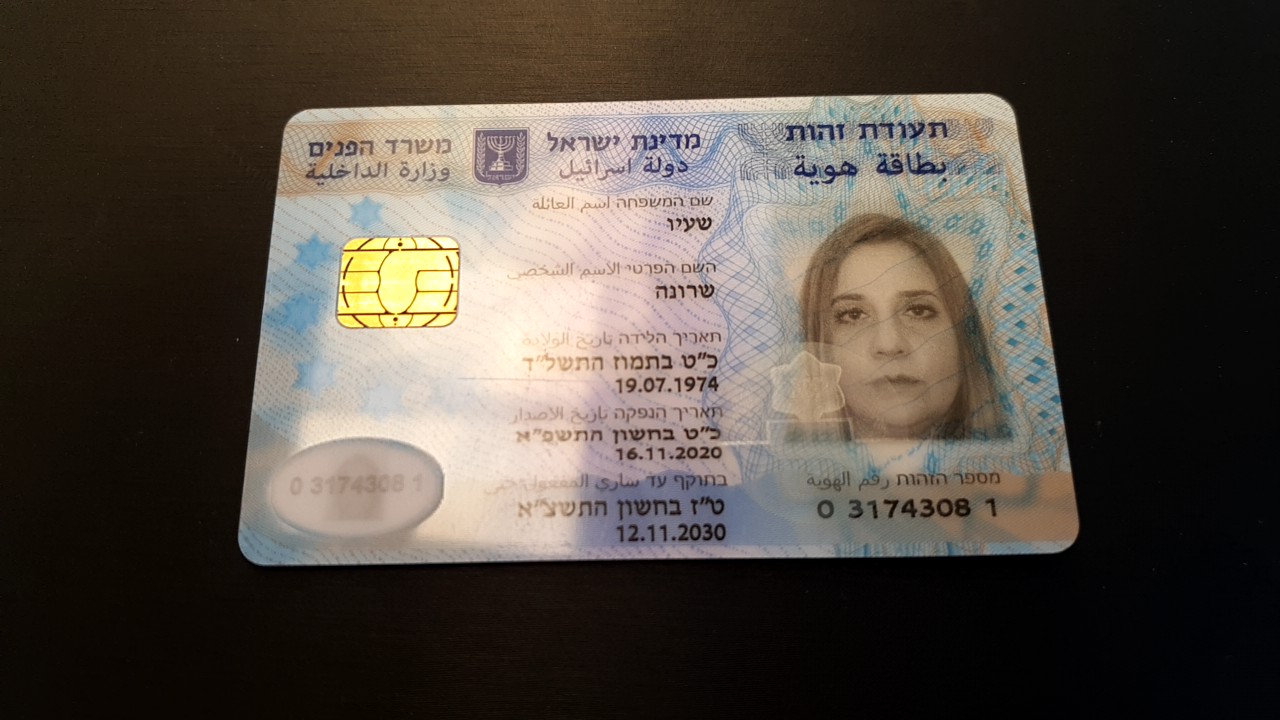 תעודת זהות
بطاقة هوية
מדינת ישראל
دولة اسرائيل
משרד הפנים
وزارة الداخلية
שם המשפחה اسم العائلة
שעיו
השם הפרטי الاسم الشخصي
שרונה
תאריך הלידה تاريخ الولادة
כ"ט בתמוז התשל"ד
19.07.1974
תאריך הנפקה تاريخ الاصدار
כ"ט בחשון התשפ"א
16.11.2020
בתוקף עד ساري المفعول حتى
ט"ז בחשון התשצ"א
12.11.2030
מספר הזהות رقم الهوية
0 3174308 1
0 3174308 1